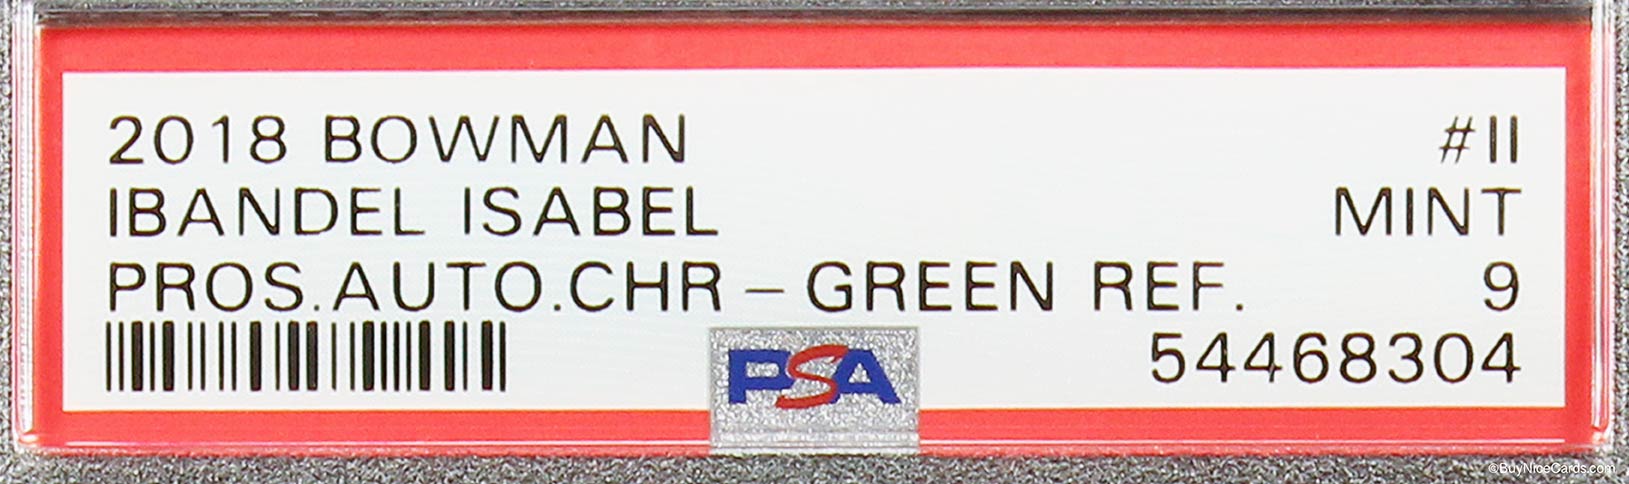 2018 BOWMAN #II
IBANDEL ISABEL MINT
PROS.AUTO.CHR – GREEN REF. 9
PSA 54468304
©BuyNiceCards.com